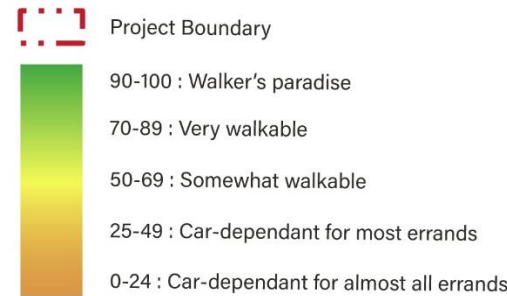 Project Boundary
90-100 : Walker's paradise
70-89 : Very walkable
50-69 : Somewhat walkable
25-49 : Car-dependant for most errands
0-24 : Car-dependant for almost all errands